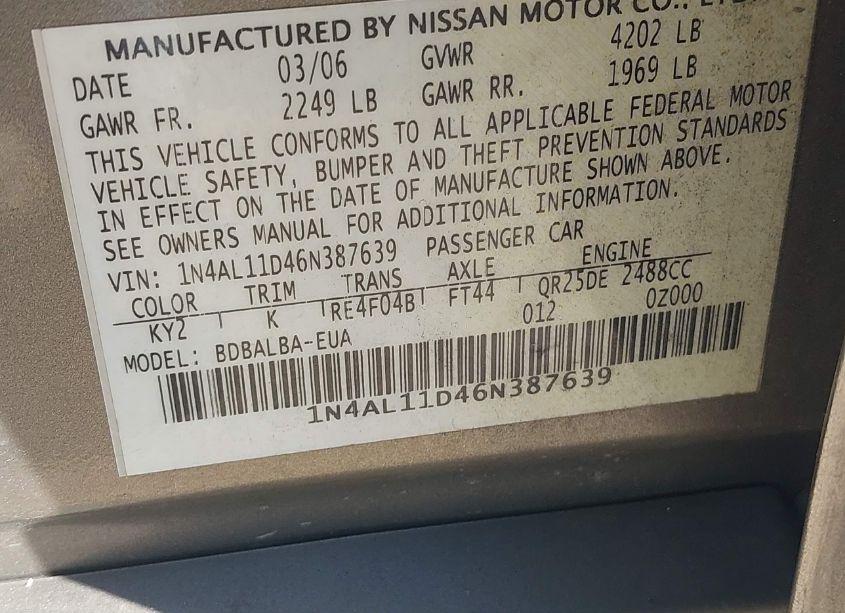 MANUFACTURED BY NISSAN MOTOR CO.,
DATE 03/06 GVWR 4202 LB
GAWR FR. 2249 LB GAWR RR. 1969 LB
THIS VEHICLE CONFORMS TO ALL APPLICABLE FEDERAL MOTOR
VEHICLE SAFETY, BUMPER AND THEFT PREVENTION STANDARDS
IN EFFECT ON THE DATE OF MANUFACTURE SHOWN ABOVE.
SEE OWNERS MANUAL FOR ADDITIONAL INFORMATION.
VIN: 1N4AL11D46N387639 PASSENGER CAR
COLOR TRIM TRANS AXLE ENGINE
KY2 K RE4F04B FT44 QR25DE 2488CC
012 0Z000
MODEL: BDBALBA-EUA
1N4AL11D46N387639